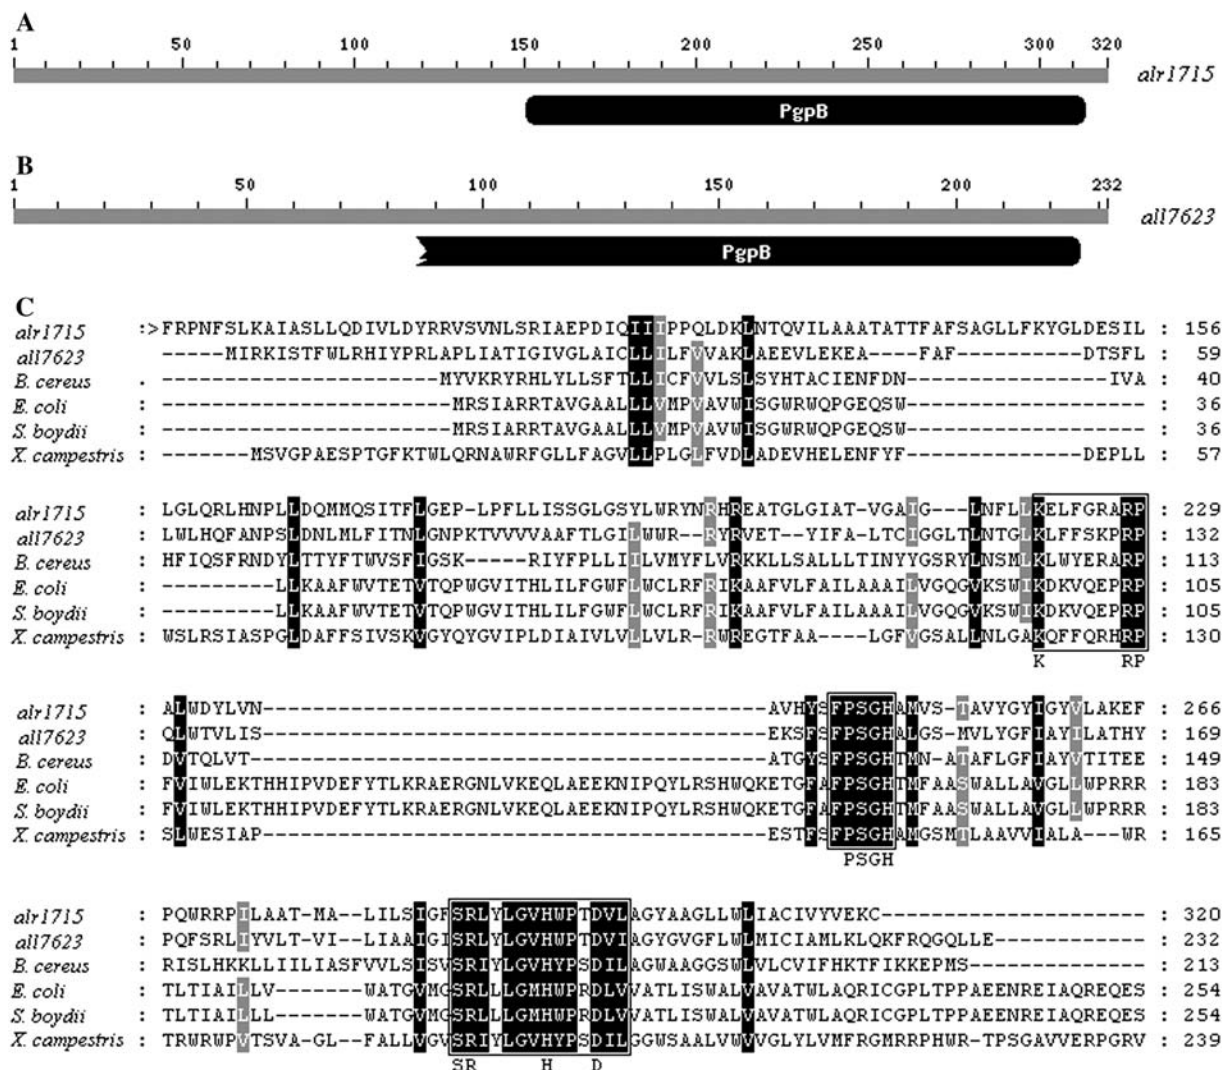 A
1 50 100 150 200 250 300 320
alr1715
PgpB
B
1 50 100 150 200 232
all7623
PgpB
C
alr1715 :>FRPNFSLKAIASLLQDIVLDYRRVSVNLSRIAEPDIQIIIPPQLDKLNTQVILAAATATTFAFSAGLLFKYGLDESIL : 156
all7623 : -----MIRKISTFWLRHIYPRLAPLIATIGIVGLAICLLILFVVAKLAEEVLEKEA----FAF----------DTSFL : 59
B. cereus . ----------------------MYVKRYRHLYLLSFTLLICFVVLSLSYHTACIENFDN----------------IVA : 40
E. coli : -----------------------MRSIARRTAVGAALLLVMPVAVWISGWRWQPGEQSW------------------- : 36
S. boydii : -----------------------MRSIARRTAVGAALLLVMPVAVWISGWRWQPGEQSW------------------- : 36
X. campestris : -------MSVGPAESPTGFKTWLQRNAWRFGLLFAGVLLPLGLFVDLADEVHELENFYF--------------DEPLL : 57
alr1715 : LGLQRLHNPLLDQMMQSITFLGEP-LPFLLISSGLGSYLWRYNRHREATGLGIAT-VGAIG---LNFLLKELFGRARP : 229
all7623 : LWLHQFANPSLDNLMLFITNLGNPKTVVVVAAFTLGILWWR--RYRVET--YIFA-LTCIGGLTLNTGLKLFFSKPRP : 132
B. cereus : HFIQSFRNDYLTTYFTWVSFIGSK----RIYFPLLIILVMYFLVRKKLLSALLLTINYYGSRYLNSMLKLWYERARP : 113
E. coli : ---------LLKAAFWVTETVTQPWGVITHLILFGWFLWCLRFRIKAAFVLFAILAAAILVGQGVKSWIKDKVQEPRP : 105
S. boydii : ---------LLKAAFWVTETVTQPWGVITHLILFGWFLWCLRFRIKAAFVLFAILAAAILVGQGVKSWIKDKVQEPRP : 105
X. campestris : WSLRSIASPGLDAFFSIVSKVGYQYGVIPLDIAIVLVLLVLR-RWREGTFAA----LGFVGSALLNLGAKQFFQRHRP : 130
K RP
alr1715 : ALWDYLVN----------------------------------------AVHYSFPSGHAMVS-TAVYGYIGYVLAKEF : 266
all7623 : QLWTVLIS----------------------------------------EKSFSFPSGHALGS-MVLYGFIAYILATHY : 169
B. cereus : DVTQLVT-----------------------------------------ATGYSFPSGHTMNA-TAFLGFIAYVTITEE : 149
E. coli : FVIWLEKTHHIPVDEFYTLKRAERGNLVKEQLAEEKNIPQYLRSHWQKETGFAFPSGHTMFAASWALLAVGLLWPRRR : 183
S. boydii : FVIWLEKTHHIPVDEFYTLKRAERGNLVKEQLAEEKNIPQYLRSHWQKETGFAFPSGHTMFAASWALLAVGLLWPRRR : 183
X. campestris : SLWESIAP----------------------------------------ESTFSFPSGHAMGSMTLAAVVIALA---WR : 165
PSGH
alr1715 : PQWRRPILAAT-MA--LILSIGFSRLYLGVHWPTDVLAGYAAGLLWLIACIVYVEKC--------------------- : 320
all7623 : PQFSRLIYVLT-VI--LIAAIGISRLYLGVHWPTDVIAGYGVGFLWLMICIAMLKLQKFRQGQLLE------------ : 232
B. cereus : RISLHKKLLIILIASFVVLSISVSRIYLGVHYPSDILAGWAAGGSWLVLCVIFHKTFIKKEPMS-------------- : 213
E. coli : TLTIAILLV-------WATGVMGSRLLLGMHWPRDLVVATLISWALVAVATWLAQRICGPLTPPAEENREIAQREQES : 254
S. boydii : TLTIAILLL-------WATGVMGSRLLLGMHWPRDLVVATLISWALVAVATWLAQRICGPLTPPAEENREIAQREQES : 254
X. campestris : TRWRWPVTSVA-GL--FALLVGVSRIYLGVHYPSDILGGWSAALVWVVGLYLVMFRGMRRPHWR-TPSGAVVERPGRV : 239
SR H D